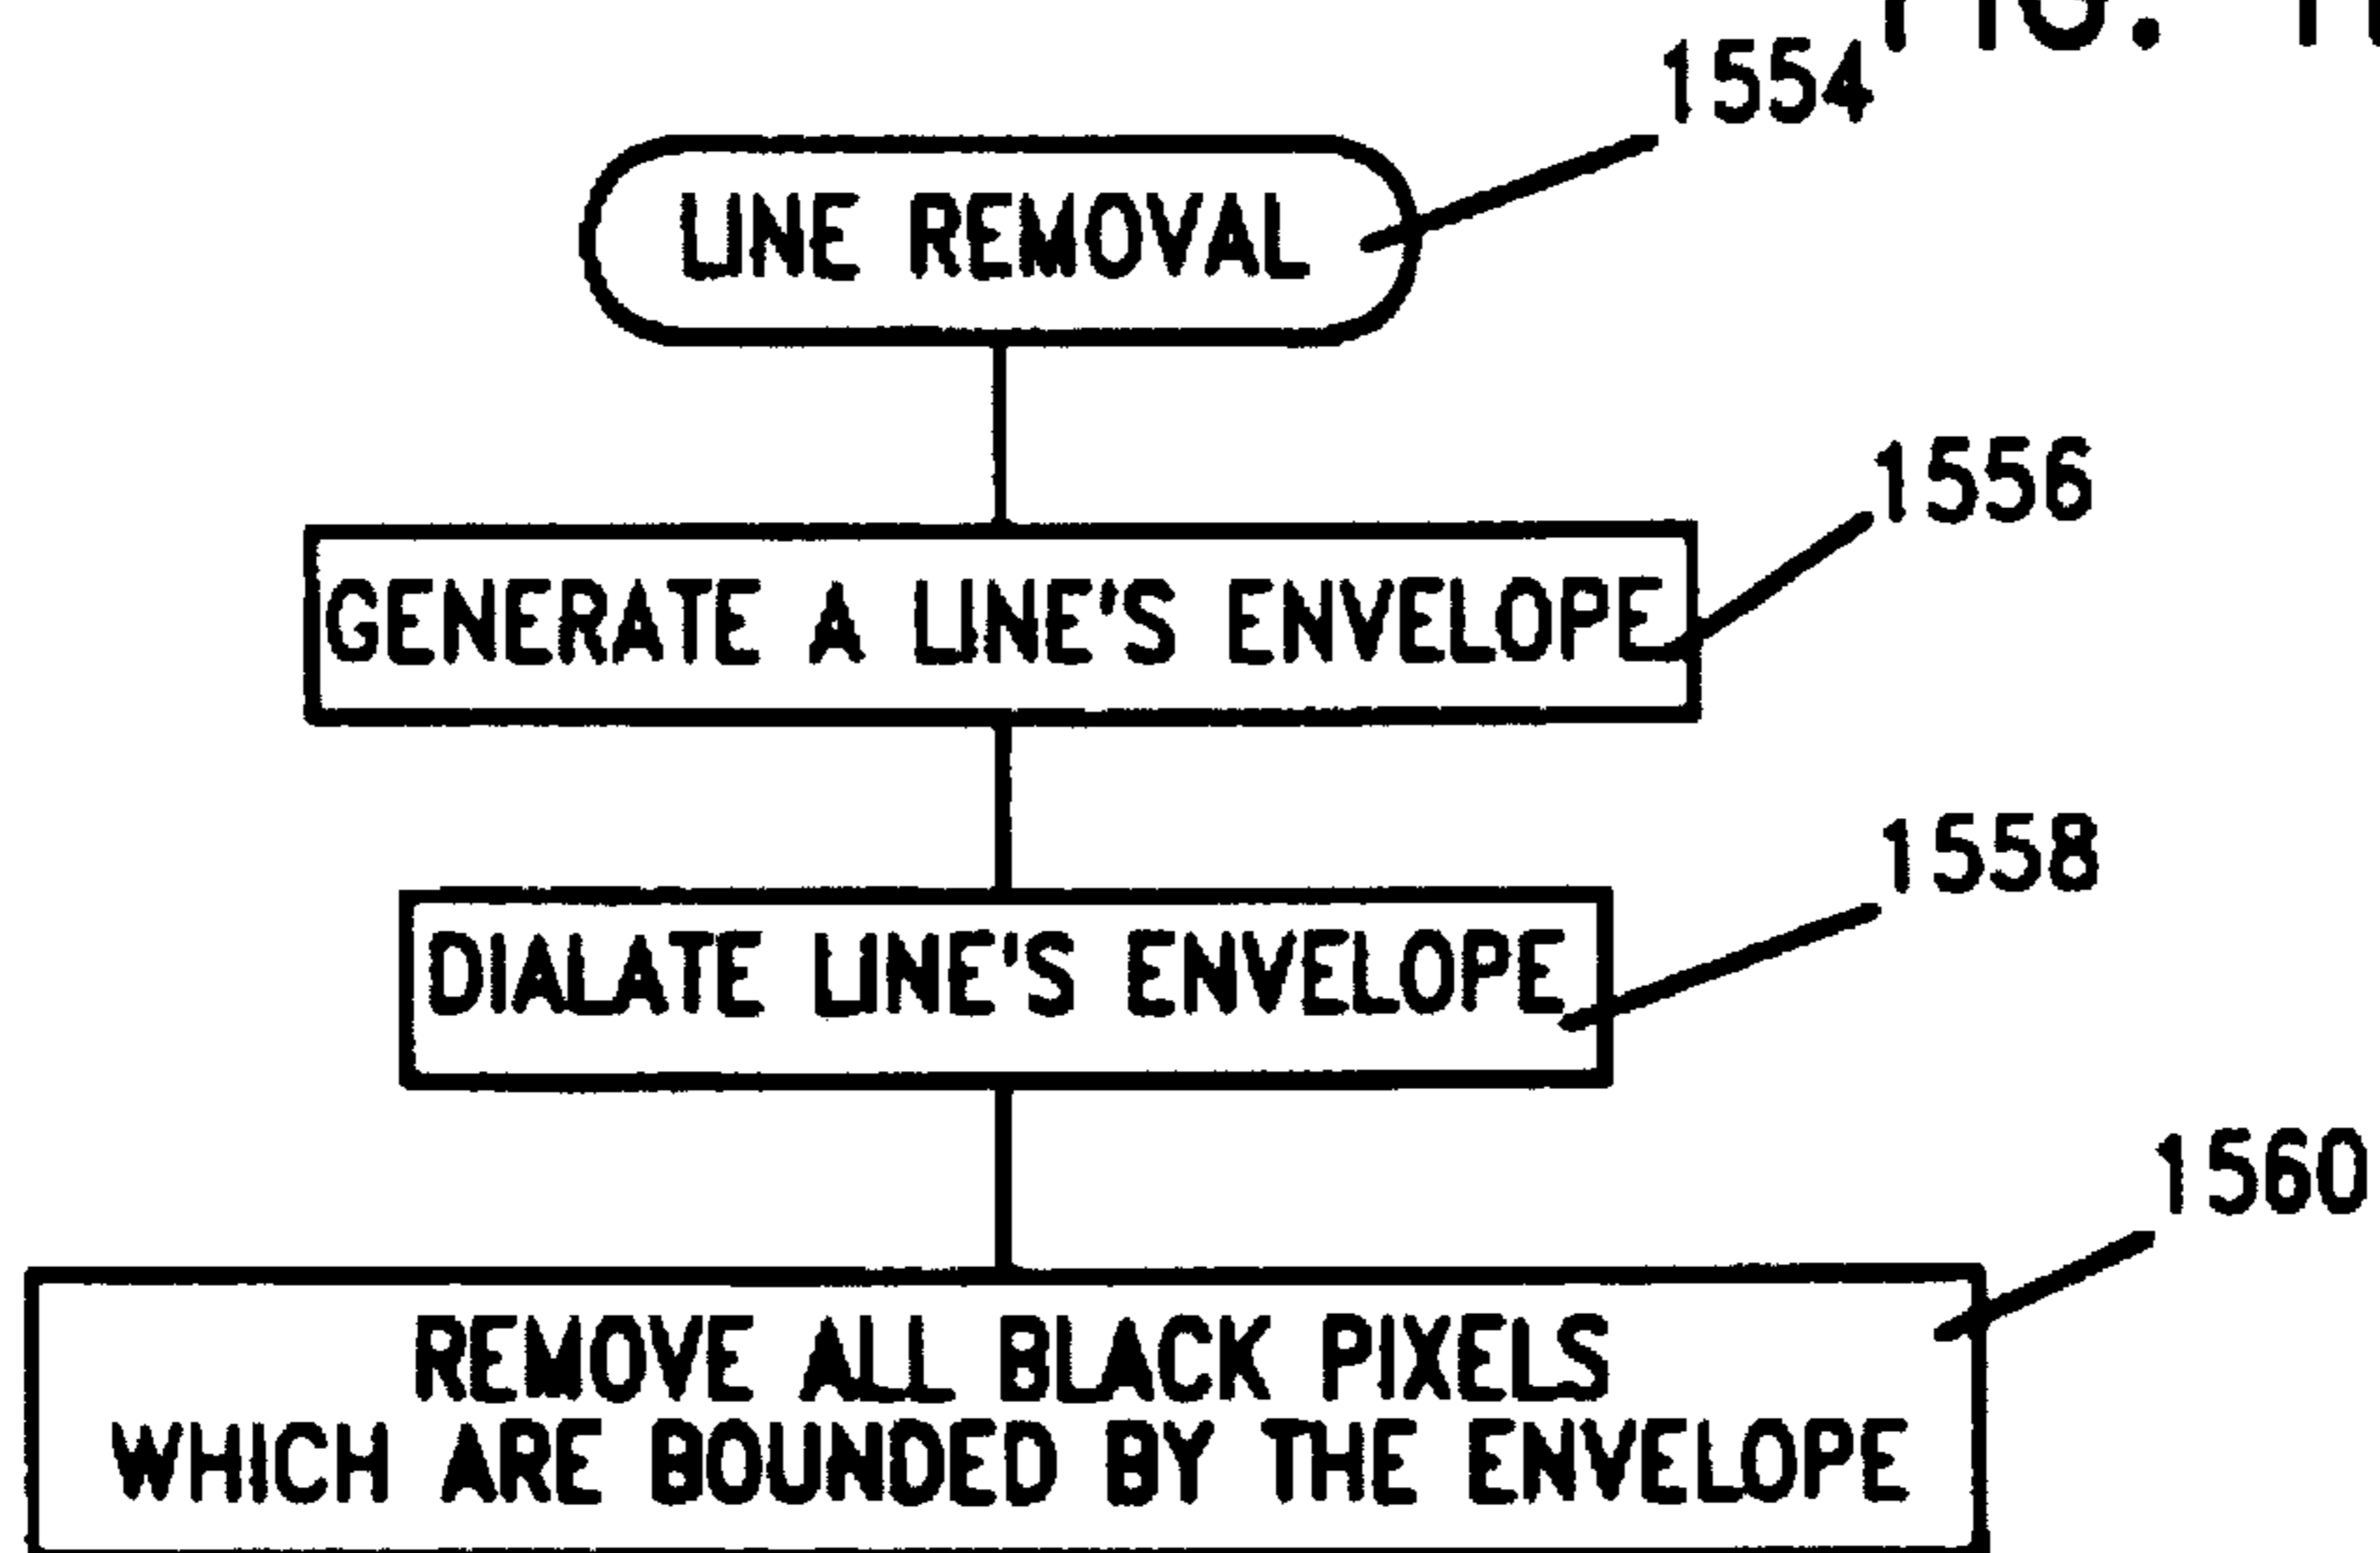 FIG.
1554
LINE REMOVAL
1556
GENERATE A LINE'S ENVELOPE
1558
DIALATE LINE'S ENVELOPE
1560
REMOVE ALL BLACK PIXELS
WHICH ARE BOUNDED BY THE ENVELOPE